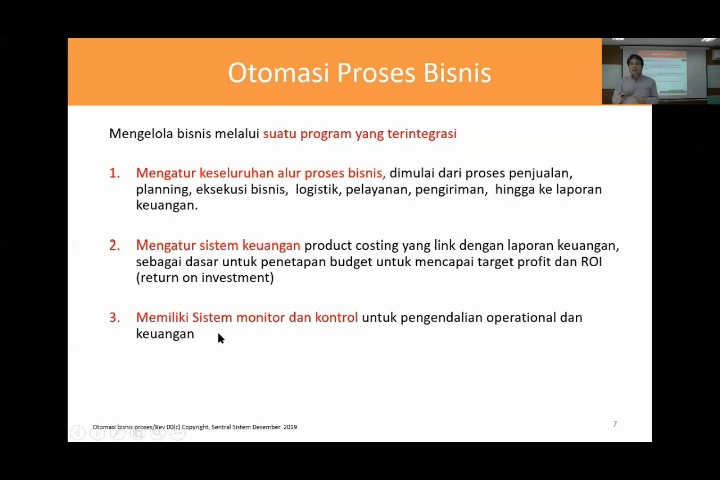 Otomasi Proses Bisnis
Mengelola bisnis melalui suatu program yang terintegrasi
1. Mengatur keseluruhan alur proses bisnis, dimulai dari proses penjualan,
planning, eksekusi bisnis, logistik, pelayanan, pengiriman, hingga ke laporan
keuangan.
2. Mengatur sistem keuangan product costing yang link dengan laporan keuangan,
sebagai dasar untuk penetapan budget untuk mencapai target profit dan ROI
(return on investment)
3. Memiliki Sistem monitor dan kontrol untuk pengendalian operational dan
keuangan
Otomasi bisnis proses/Rev 00(c) Copyright, Sentral Sistem Desember 2019
7